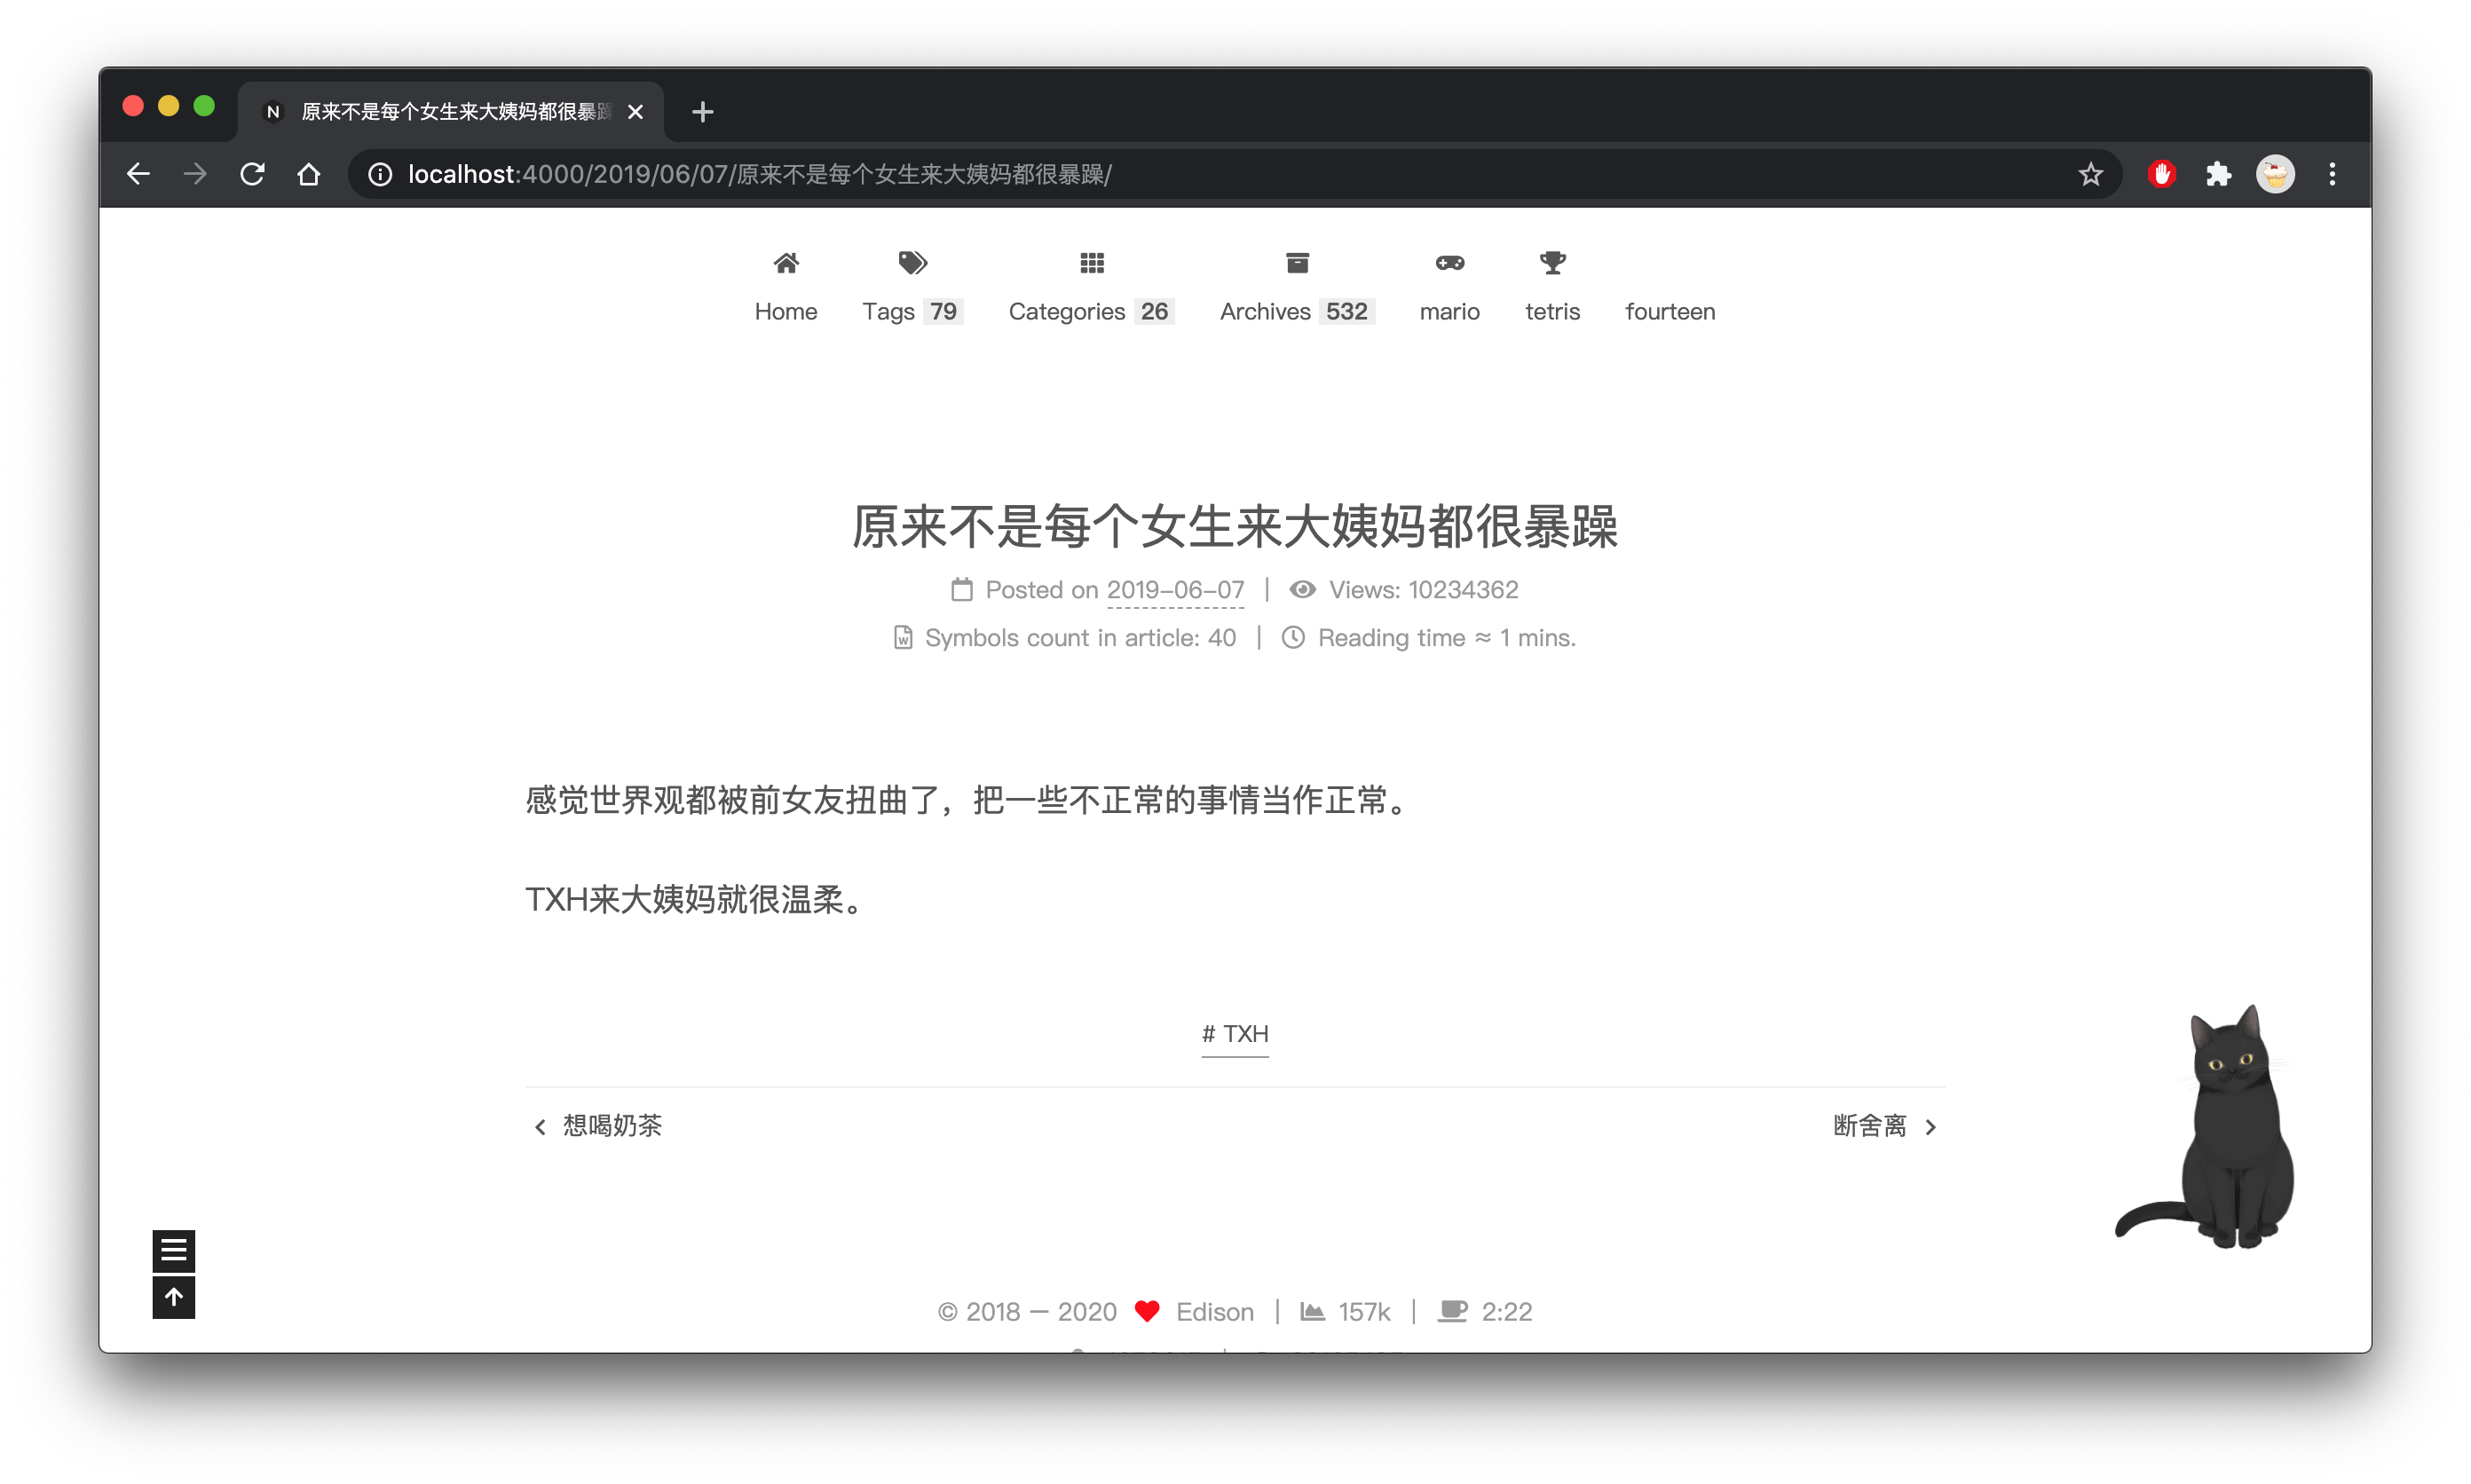 原来不是每个女生来大姨妈都很暴躁
localhost:4000/2019/06/07/原来不是每个女生来大姨妈都很暴躁/
Home Tags 79 Categories 26 Archives 532 mario tetris fourteen
原来不是每个女生来大姨妈都很暴躁
Posted on 2019-06-07 | Views: 10234362
Symbols count in article: 40 | Reading time ≈ 1 mins.
感觉世界观都被前女友扭曲了，把一些不正常的事情当作正常。
TXH来大姨妈就很温柔。
# TXH
想喝奶茶
断舍离
© 2018 – 2020 Edison | 157k | 2:22